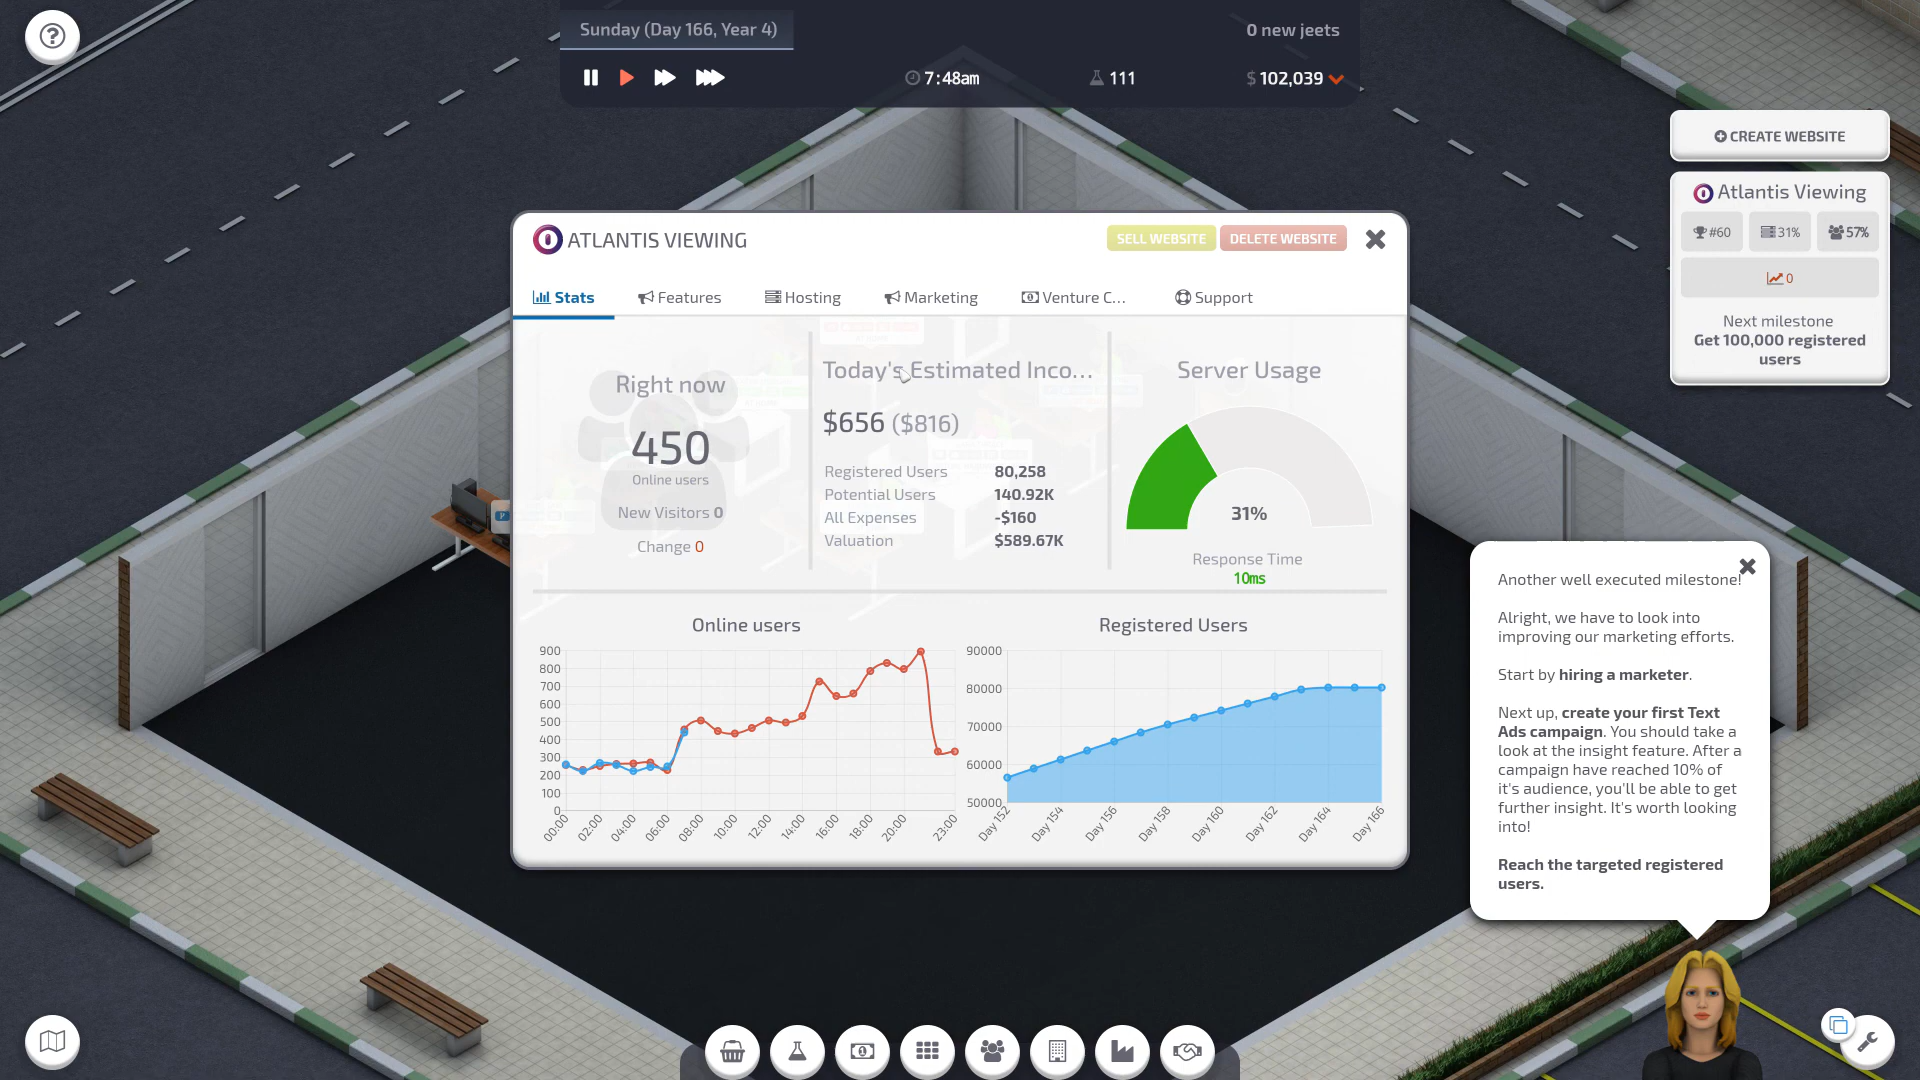 Sunday (Day 166, Year 4)
0 new jeets
7:48am
111
$ 102,039
CREATE WEBSITE
Atlantis Viewing
#60
31%
57%
0
Next milestone
Get 100,000 registered
users
ATLANTIS VIEWING
SELL WEBSITE
DELETE WEBSITE
Stats
Features
Hosting
Marketing
Venture C...
Support
Right now
450
Online users
New Visitors 0
Change 0
Today's Estimated Inco...
$656 ($816)
Registered Users 80,258
Potential Users 140.92K
All Expenses -$160
Valuation $589.67K
Server Usage
31%
Response Time
10ms
Online users
900
800
700
600
500
400
300
200
100
0
00:00
02:00
04:00
06:00
08:00
10:00
12:00
14:00
16:00
18:00
20:00
23:00
Registered Users
90000
80000
70000
60000
50000
Day 152
Day 154
Day 156
Day 158
Day 160
Day 162
Day 164
Day 166
Another well executed milestone!
Alright, we have to look into
improving our marketing efforts.
Start by hiring a marketer.
Next up, create your first Text
Ads campaign. You should take a
look at the insight feature. After a
campaign have reached 10% of
it's audience, you'll be able to get
further insight. It's worth looking
into!
Reach the targeted registered
users.